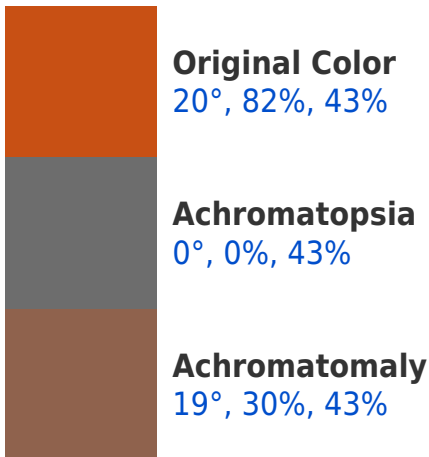 Original Color
20°, 82%, 43%
Achromatopsia
0°, 0%, 43%
Achromatomaly
19°, 30%, 43%